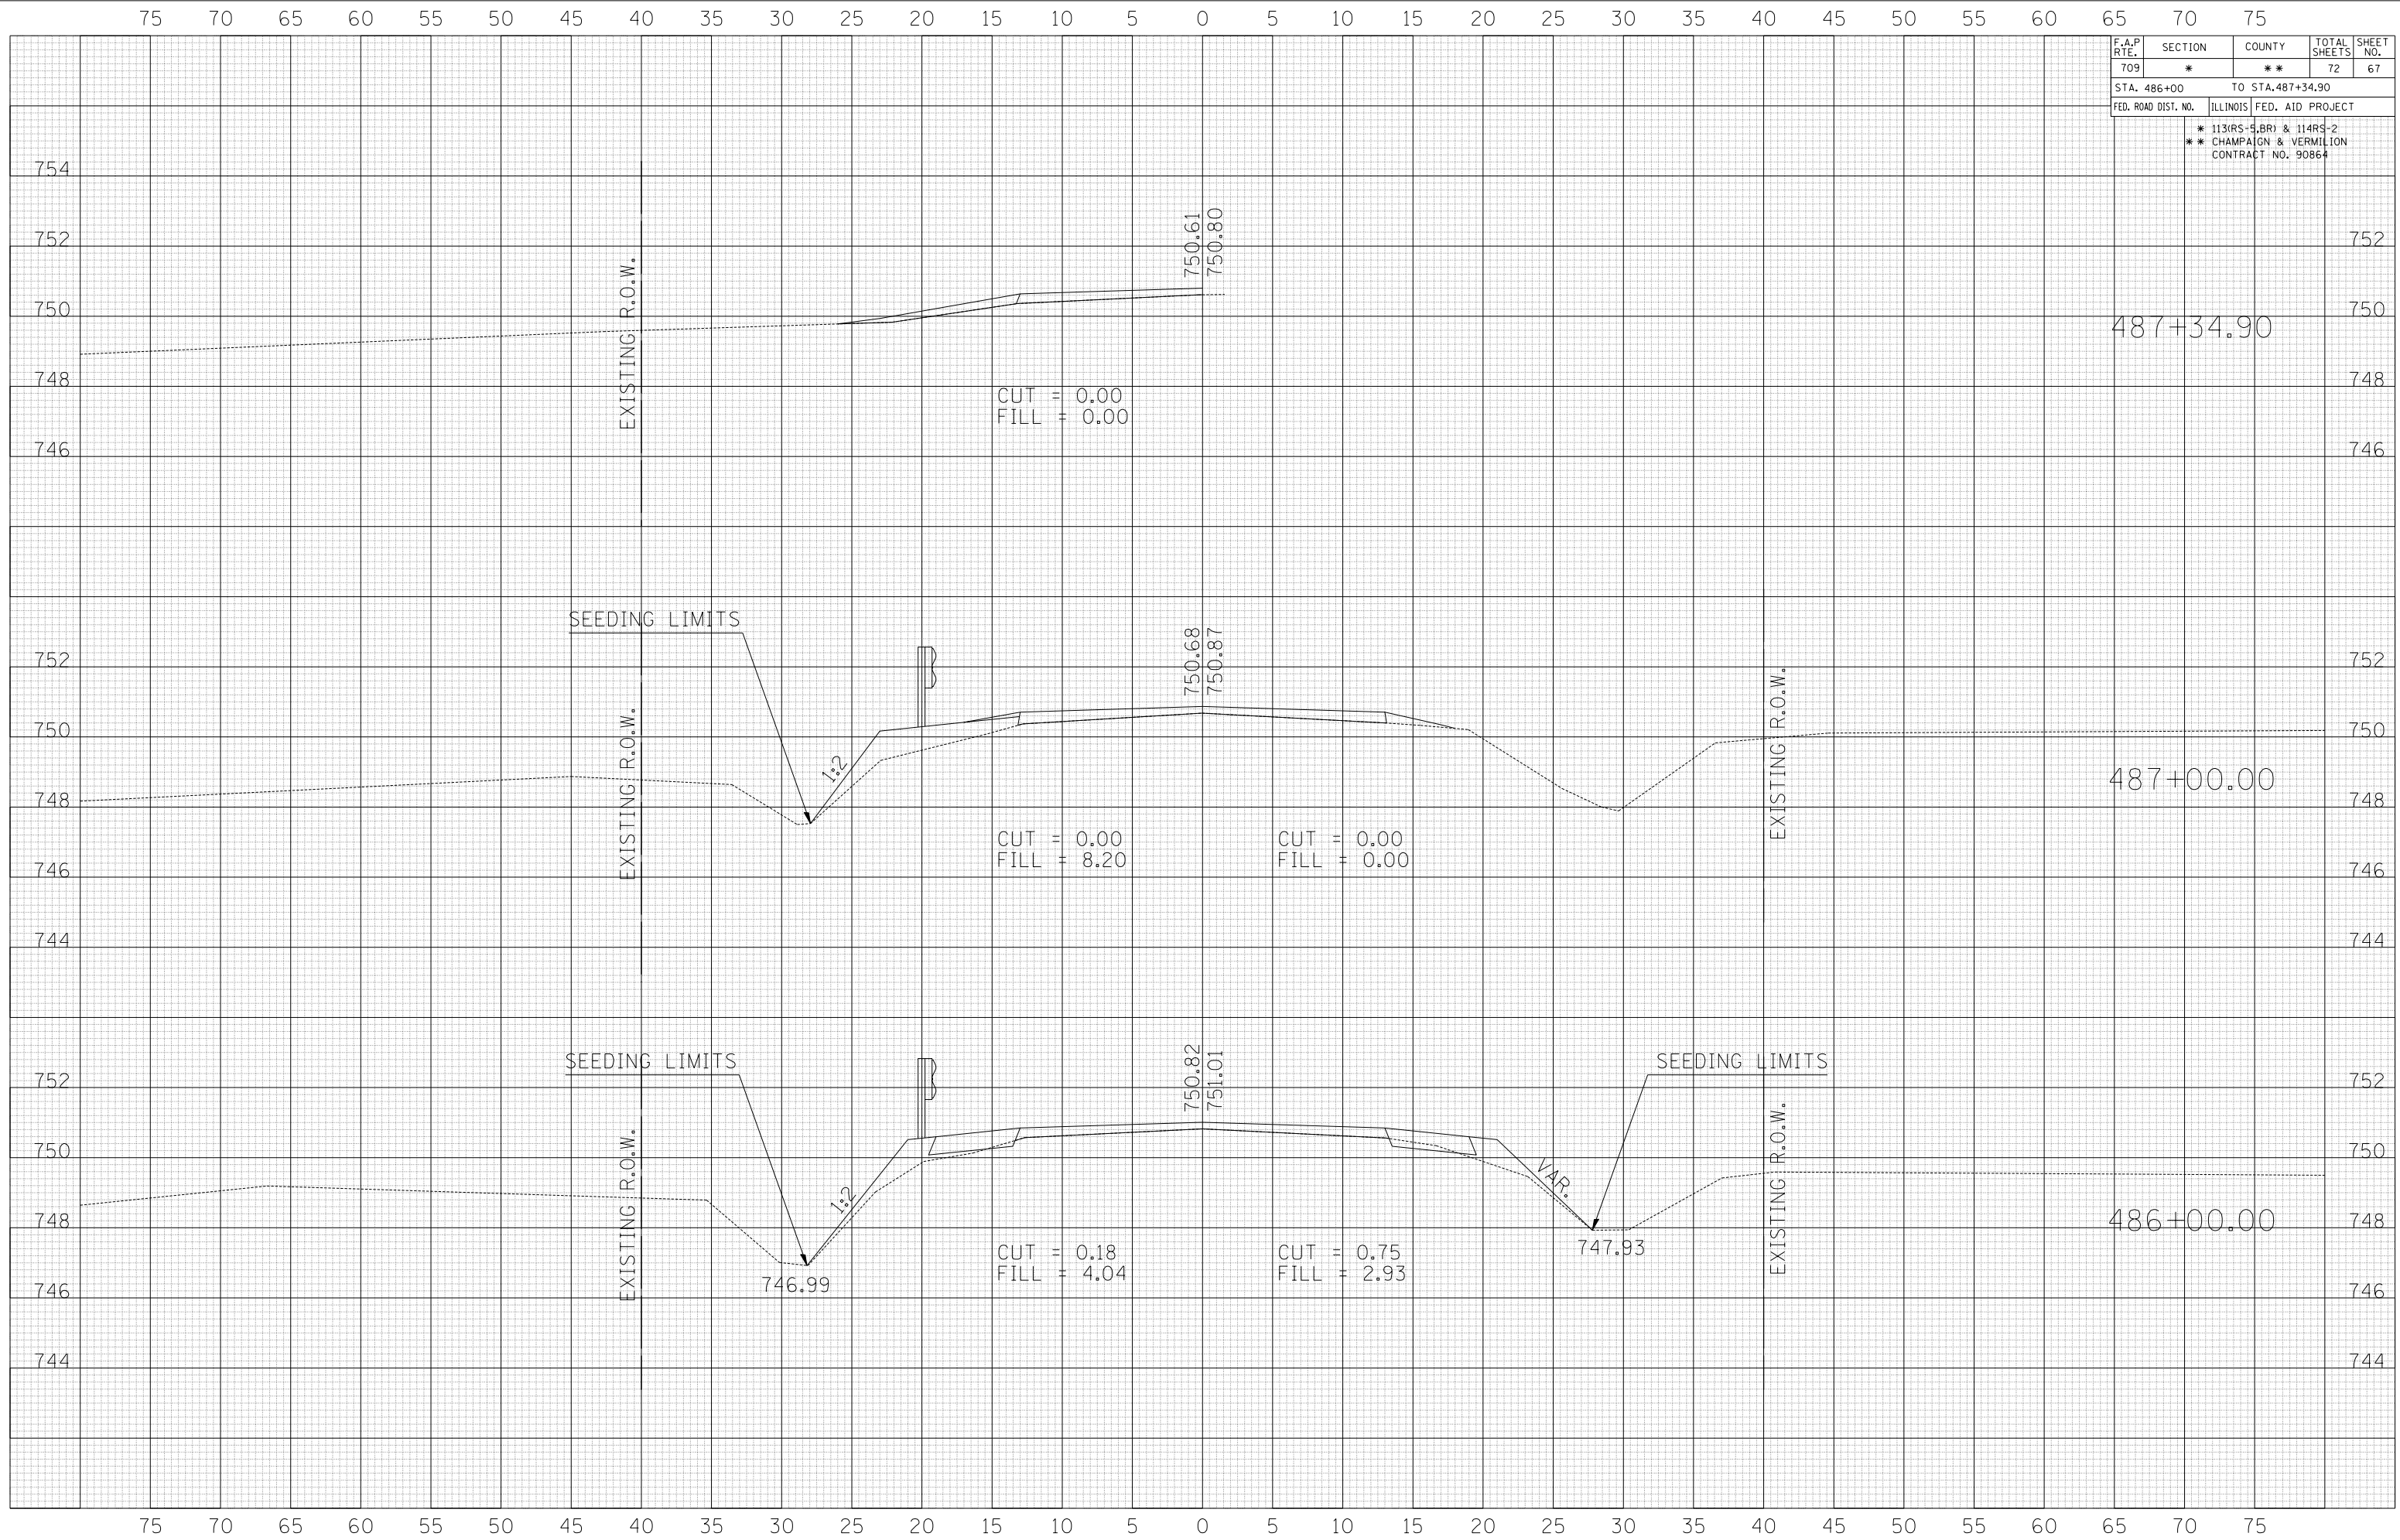 75 70 65 60 55 50 45 40 35 30 25 20 15 10 5 0 5 10 15 20 25 30 35 40 45 50 55 60 65 70 75
F.A.P RTE. SECTION COUNTY TOTAL SHEETS SHEET NO.
709 * ** 72 67
STA. 486+00 TO STA.487+34.90
FED. ROAD DIST. NO. ILLINOIS FED. AID PROJECT
* 113(RS-5,BR) & 114RS-2
** CHAMPAIGN & VERMILION
CONTRACT NO. 90864
754
752 752
750 750
748 748
746 746
EXISTING R.O.W.
750.61
750.80
487+34.90
CUT = 0.00
FILL = 0.00
SEEDING LIMITS
752 752
750 750
748 748
746 746
744 744
EXISTING R.O.W.
1:2
750.68
750.87
EXISTING R.O.W.
487+00.00
CUT = 0.00
FILL = 8.20
CUT = 0.00
FILL = 0.00
SEEDING LIMITS
SEEDING LIMITS
752 752
750 750
748 748
746 746
744 744
EXISTING R.O.W.
1:2
750.82
751.01
VAR.
EXISTING R.O.W.
486+00.00
746.99
747.93
CUT = 0.18
FILL = 4.04
CUT = 0.75
FILL = 2.93
75 70 65 60 55 50 45 40 35 30 25 20 15 10 5 0 5 10 15 20 25 30 35 40 45 50 55 60 65 70 75